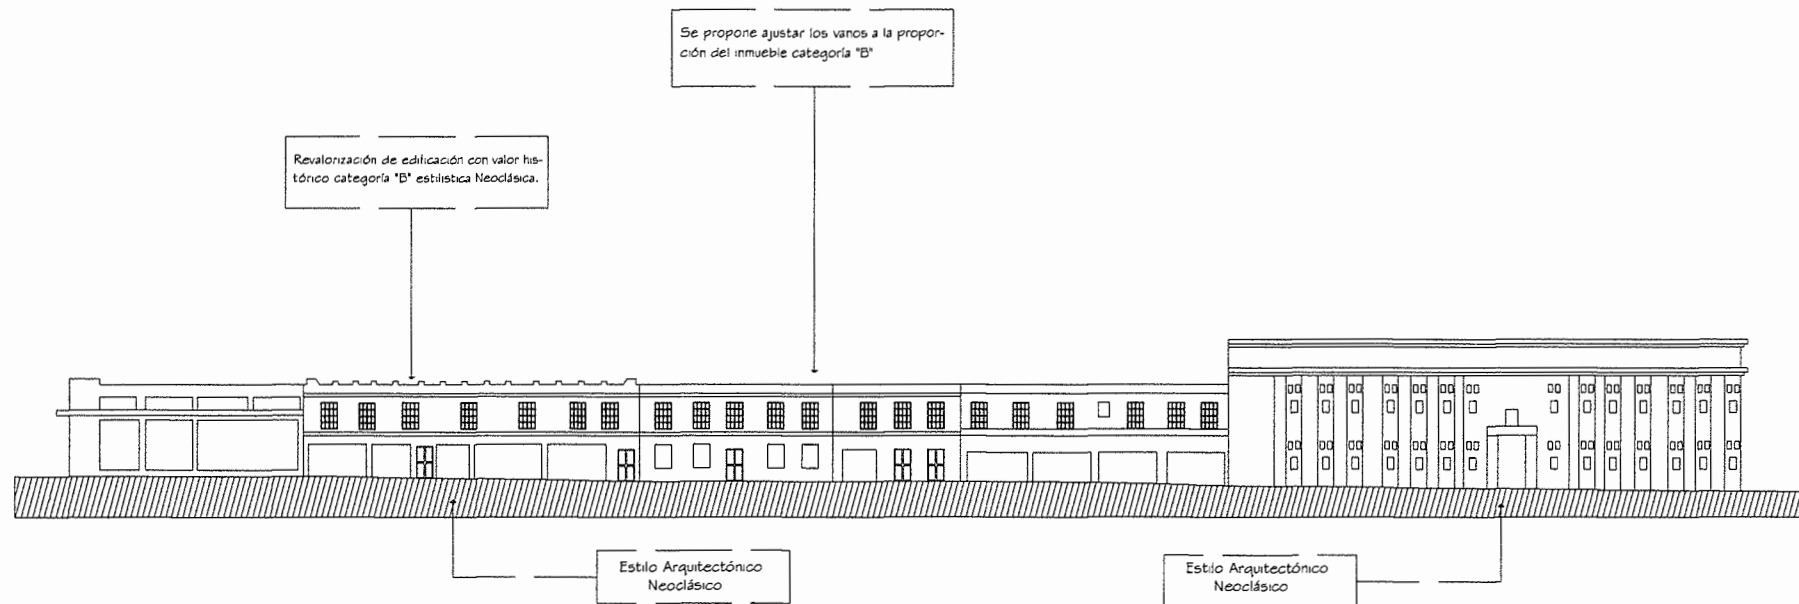 Se propone ajustar los vanos a la propor-
ción del inmueble categoría "B"
Revalorización de edificación con valor his-
tórico categoría "B" estilistica Neoclásica.
Estilo Arquitectónico
Neoclásico
Estilo Arquitectónico
Neoclásico